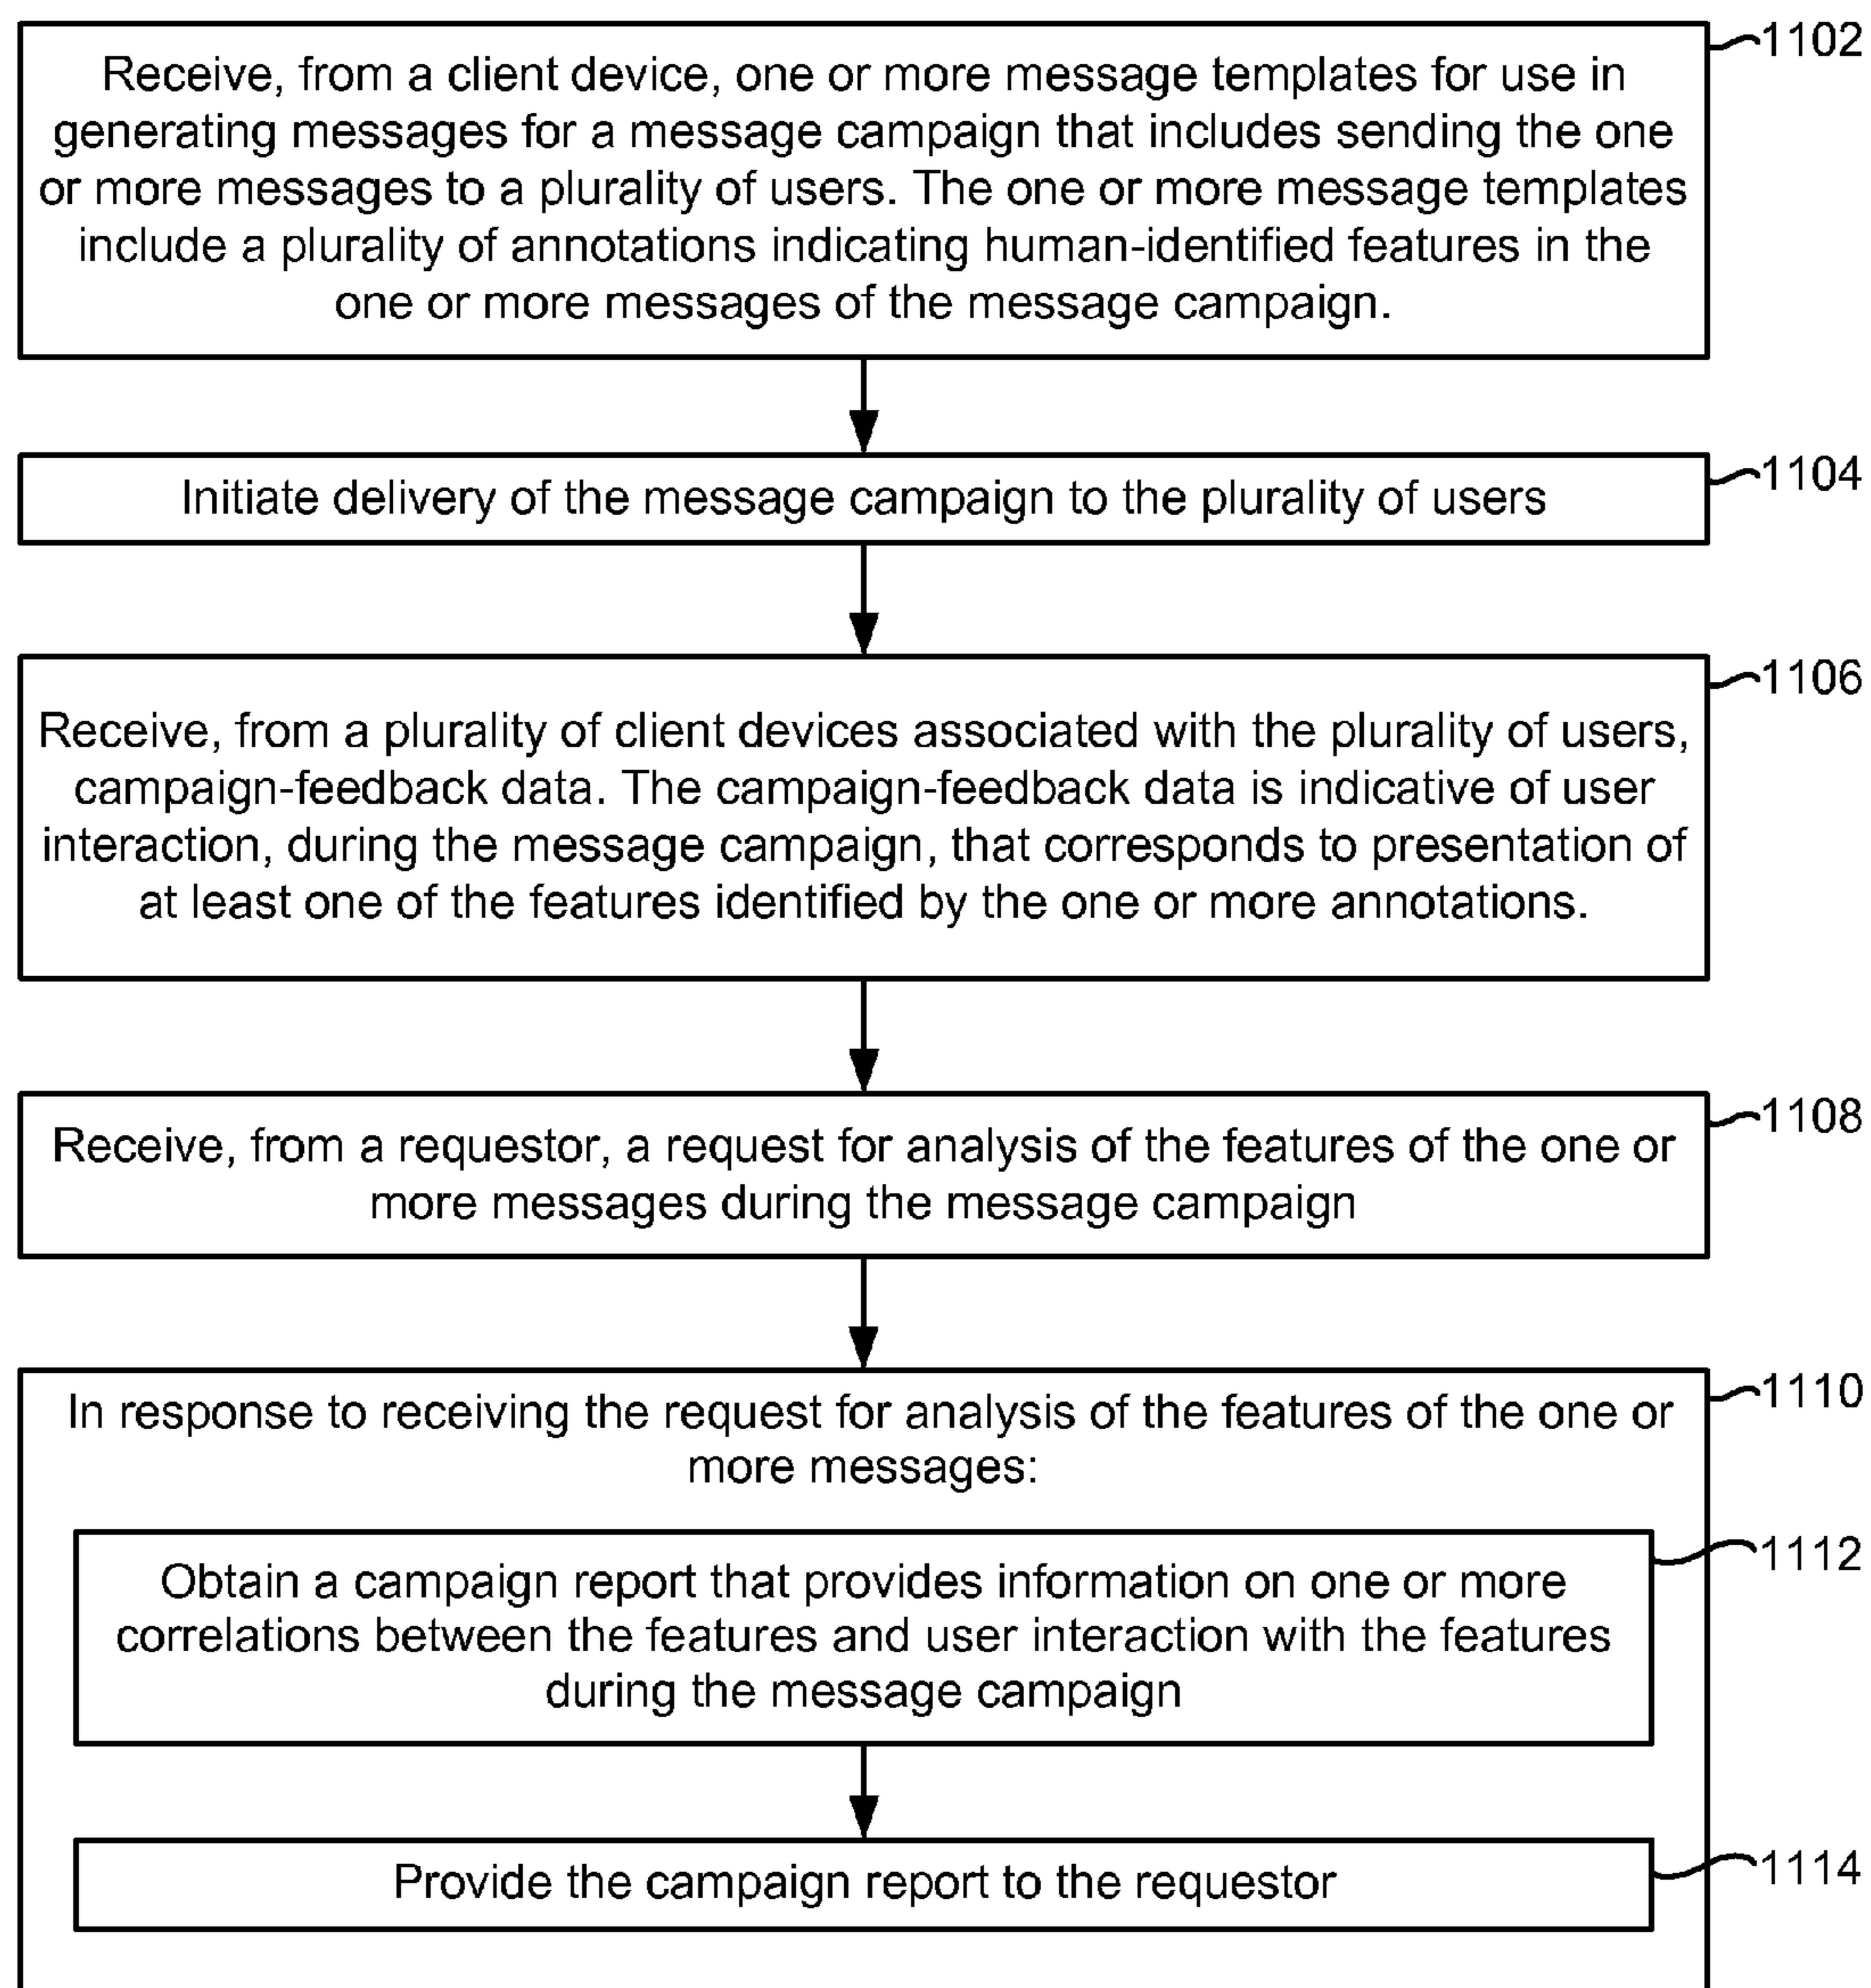 1102
Receive, from a client device, one or more message templates for use in
generating messages for a message campaign that includes sending the one
or more messages to a plurality of users. The one or more message templates
include a plurality of annotations indicating human-identified features in the
one or more messages of the message campaign.
1104
Initiate delivery of the message campaign to the plurality of users
1106
Receive, from a plurality of client devices associated with the plurality of users,
campaign-feedback data. The campaign-feedback data is indicative of user
interaction, during the message campaign, that corresponds to presentation of
at least one of the features identified by the one or more annotations.
1108
Receive, from a requestor, a request for analysis of the features of the one or
more messages during the message campaign
1110
In response to receiving the request for analysis of the features of the one or
more messages:
1112
Obtain a campaign report that provides information on one or more
correlations between the features and user interaction with the features
during the message campaign
1114
Provide the campaign report to the requestor